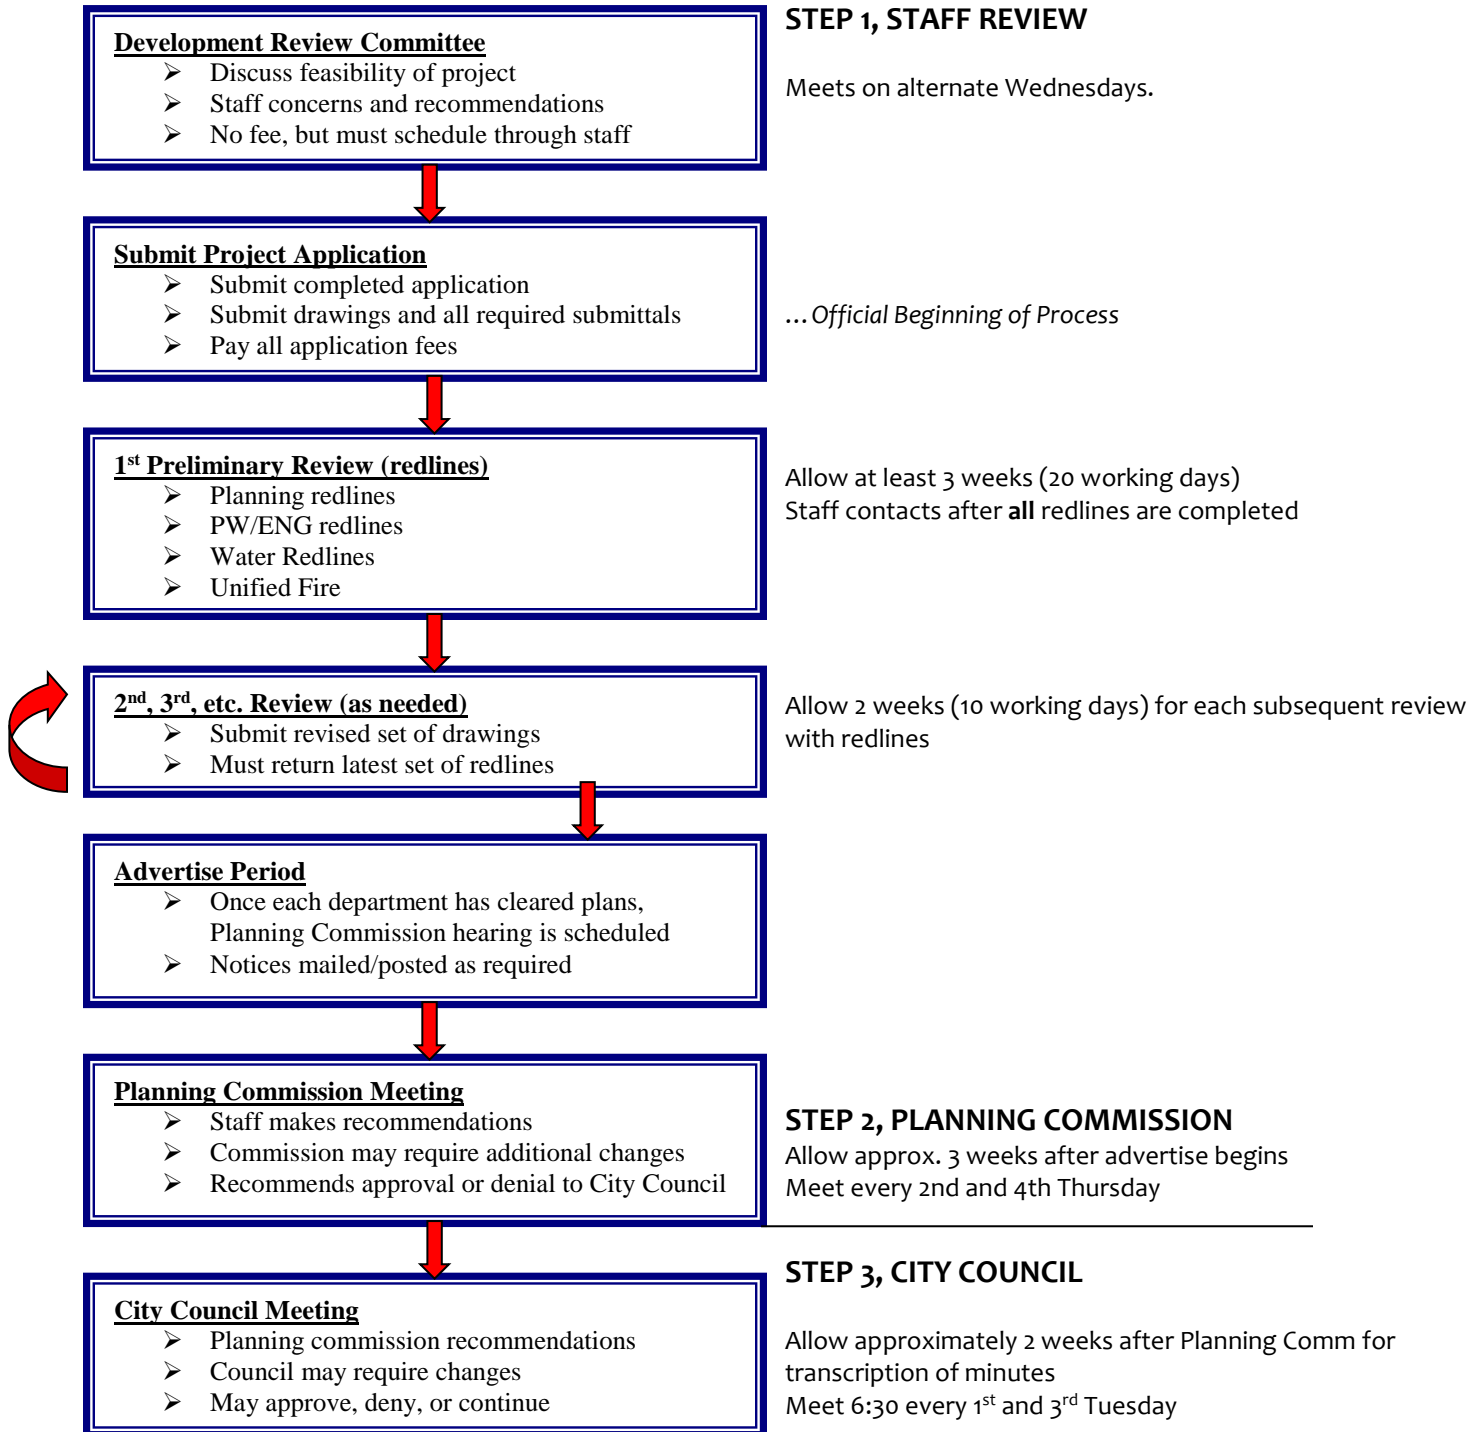 STEP 1, STAFF REVIEW
Development Review Committee
➢ Discuss feasibility of project
➢ Staff concerns and recommendations
➢ No fee, but must schedule through staff
Meets on alternate Wednesdays.
Submit Project Application
➢ Submit completed application
➢ Submit drawings and all required submittals
➢ Pay all application fees
…Official Beginning of Process
1st Preliminary Review (redlines)
➢ Planning redlines
➢ PW/ENG redlines
➢ Water Redlines
➢ Unified Fire
Allow at least 3 weeks (20 working days)
Staff contacts after all redlines are completed
2nd, 3rd, etc. Review (as needed)
➢ Submit revised set of drawings
➢ Must return latest set of redlines
Allow 2 weeks (10 working days) for each subsequent review
with redlines
Advertise Period
➢ Once each department has cleared plans,
Planning Commission hearing is scheduled
➢ Notices mailed/posted as required
Planning Commission Meeting
➢ Staff makes recommendations
➢ Commission may require additional changes
➢ Recommends approval or denial to City Council
STEP 2, PLANNING COMMISSION
Allow approx. 3 weeks after advertise begins
Meet every 2nd and 4th Thursday
STEP 3, CITY COUNCIL
City Council Meeting
➢ Planning commission recommendations
➢ Council may require changes
➢ May approve, deny, or continue
Allow approximately 2 weeks after Planning Comm for
transcription of minutes
Meet 6:30 every 1st and 3rd Tuesday